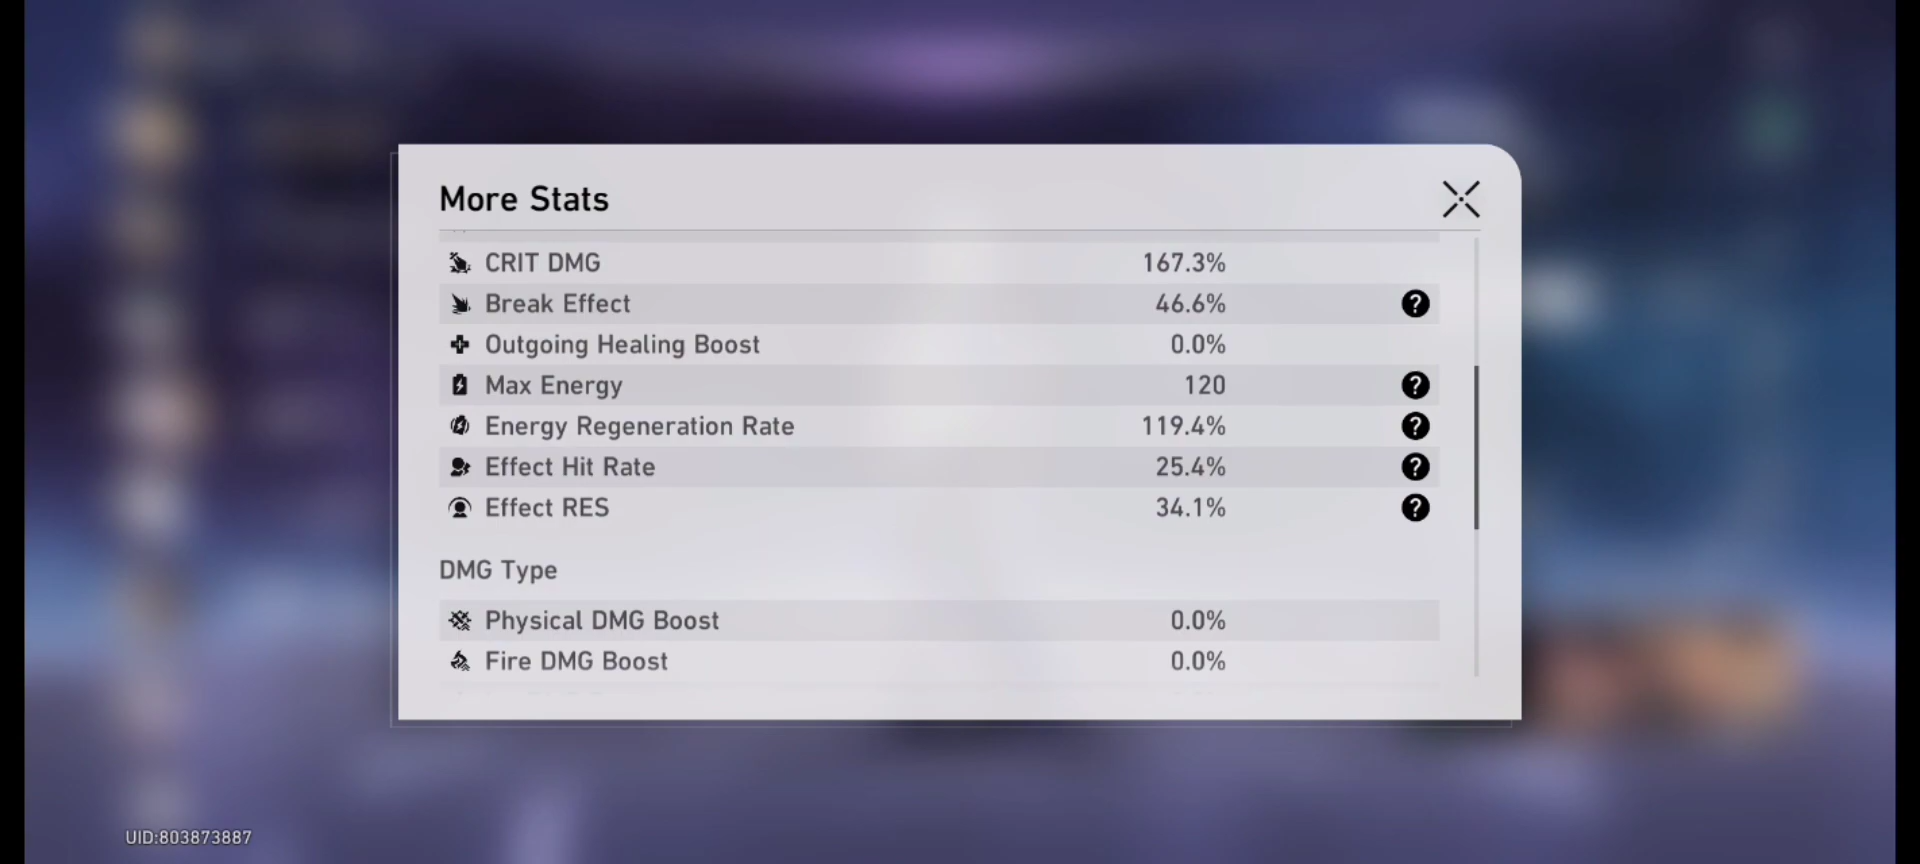 More Stats
CRIT DMG 167.3%
Break Effect 46.6% ?
Outgoing Healing Boost 0.0%
Max Energy 120 ?
Energy Regeneration Rate 119.4% ?
Effect Hit Rate 25.4% ?
Effect RES 34.1% ?
DMG Type
Physical DMG Boost 0.0%
Fire DMG Boost 0.0%
UID:803873887